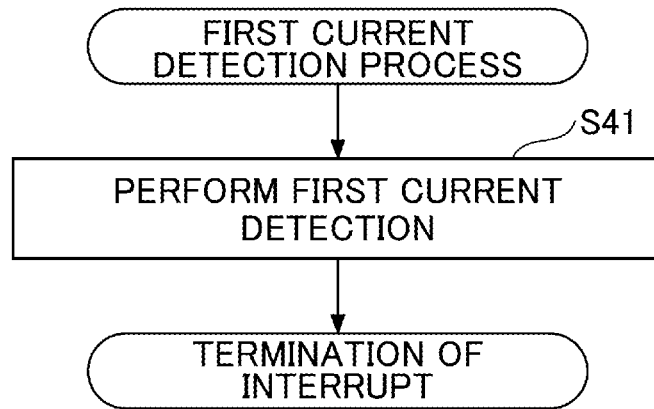 FIRST CURRENT
DETECTION PROCESS
S41
PERFORM FIRST CURRENT
DETECTION
TERMINATION OF
INTERRUPT